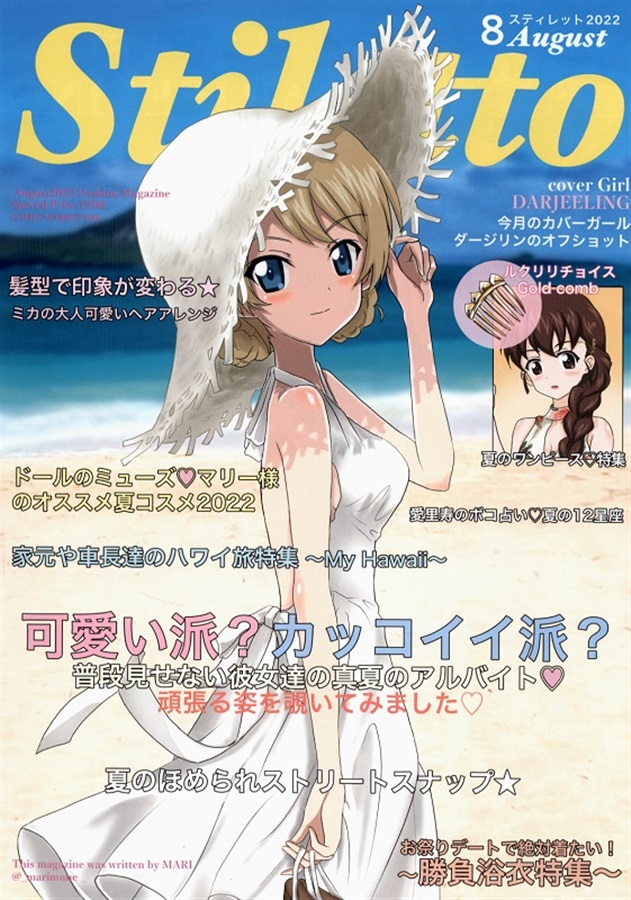 8 スティレット2022
August
Stiletto
cover Girl
DARJEELING
今月のカバーガール
ダージリンのオフショット
August2022 Fashion Magazine
髪型で印象が変わる★
ミカの大人可愛いヘアアレンジ
ルクリリチョイス
Gold comb
夏のワンピース♡特集
ドールのミューズ♥マリー様
のオススメ夏コスメ2022
愛里寿のボコ占い♡夏の12星座
家元や車長達のハワイ旅特集 ～My Hawaii～
可愛い派？カッコイイ派？
普段見せない彼女達の真夏のアルバイト♥
頑張る姿を覗いてみました♡
夏のほめられストリートスナップ★
お祭りデートで絶対着たい！
～勝負浴衣特集～
This magazine was written by MARI
@_marimune_